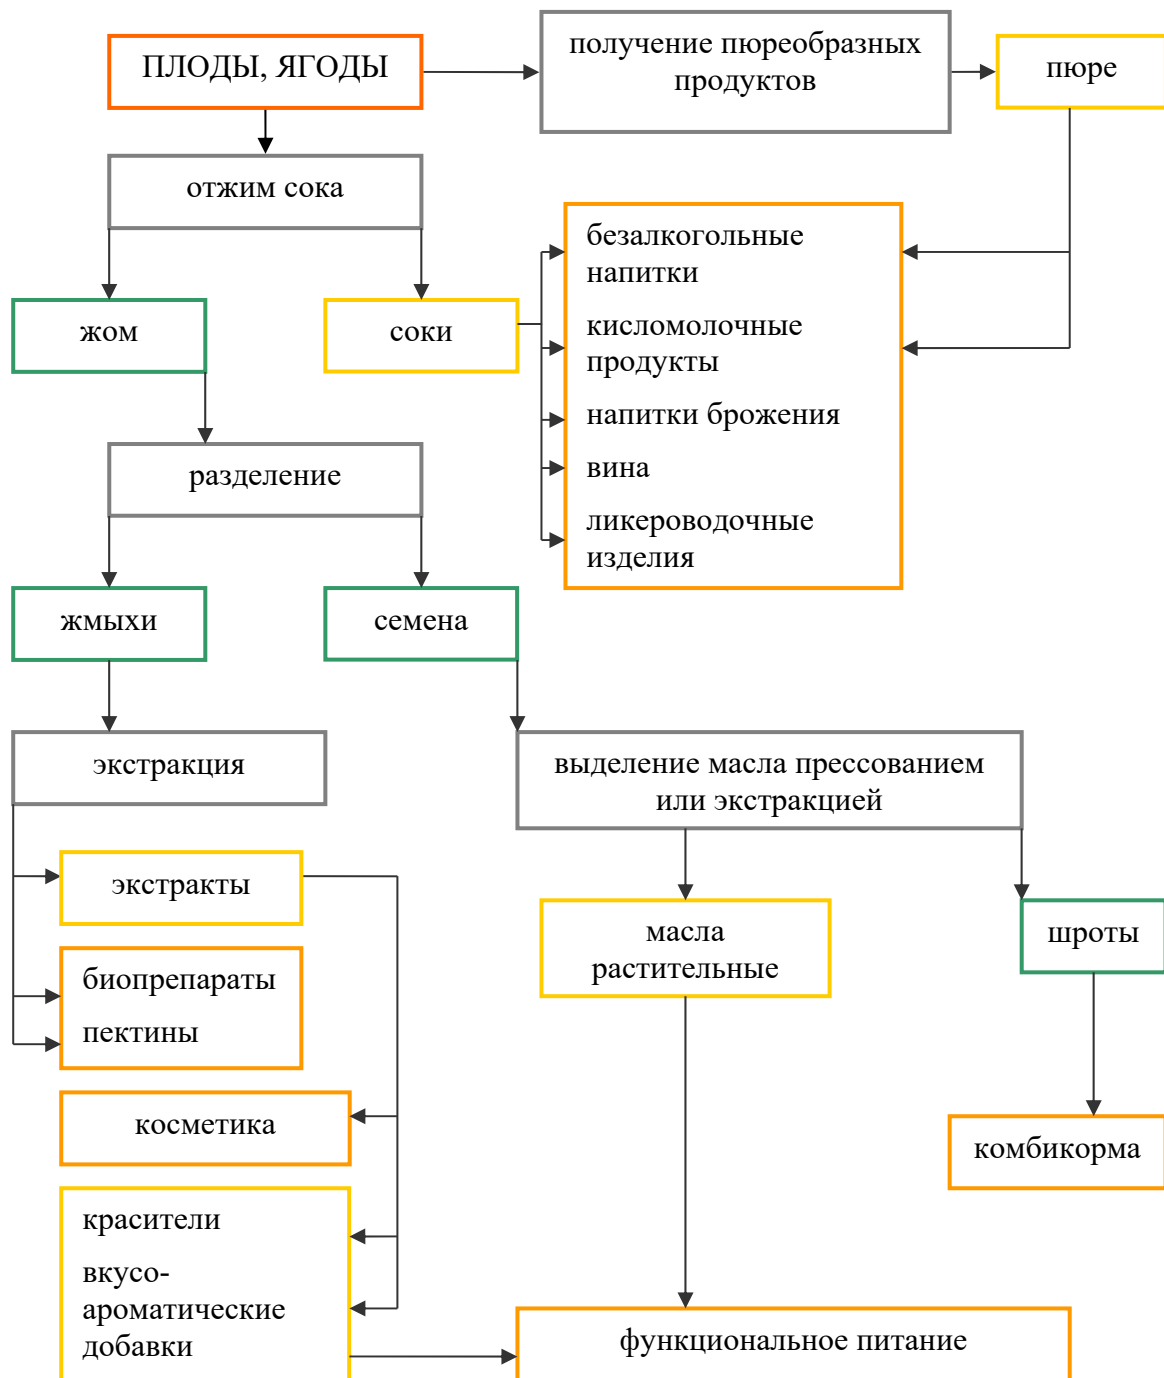 ПЛОДЫ, ЯГОДЫ
получение пюреобразных
продуктов
пюре
отжим сока
безалкогольные
напитки
кисломолочные
продукты
напитки брожения
вина
ликероводочные
изделия
жом
соки
разделение
жмыхи
семена
экстракция
выделение масла прессованием
или экстракцией
экстракты
масла
растительные
шроты
биопрепараты
пектины
косметика
комбикорма
красители
вкусо-
ароматические
добавки
функциональное питание